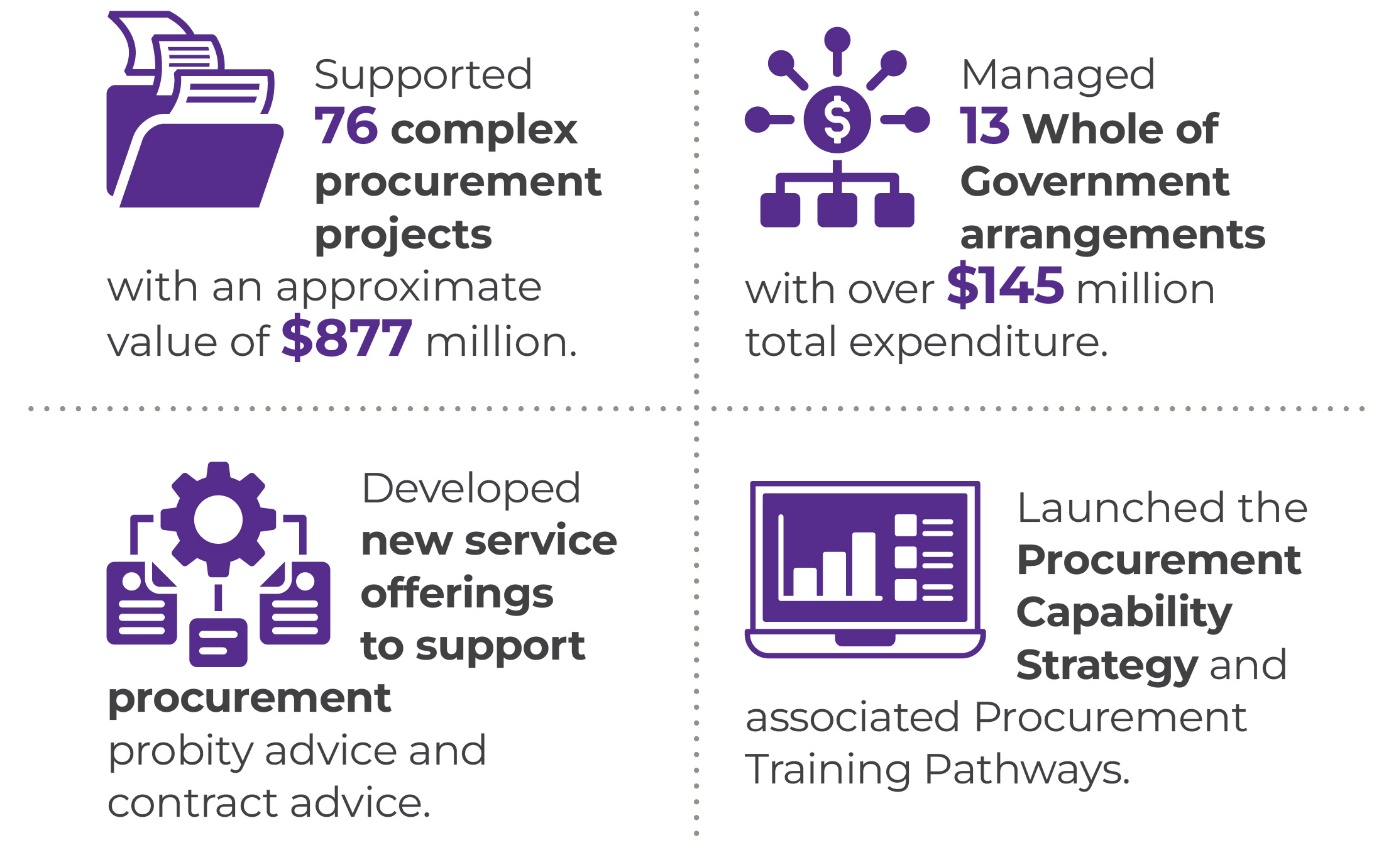 Supported
76 complex
procurement
projects
with an approximate
value of $877 million.
Managed
13 Whole of
Government
arrangements
with over $145 million
total expenditure.
Developed
new service
offerings
to support
procurement
probity advice and
contract advice.
Launched the
Procurement
Capability
Strategy and
associated Procurement
Training Pathways.